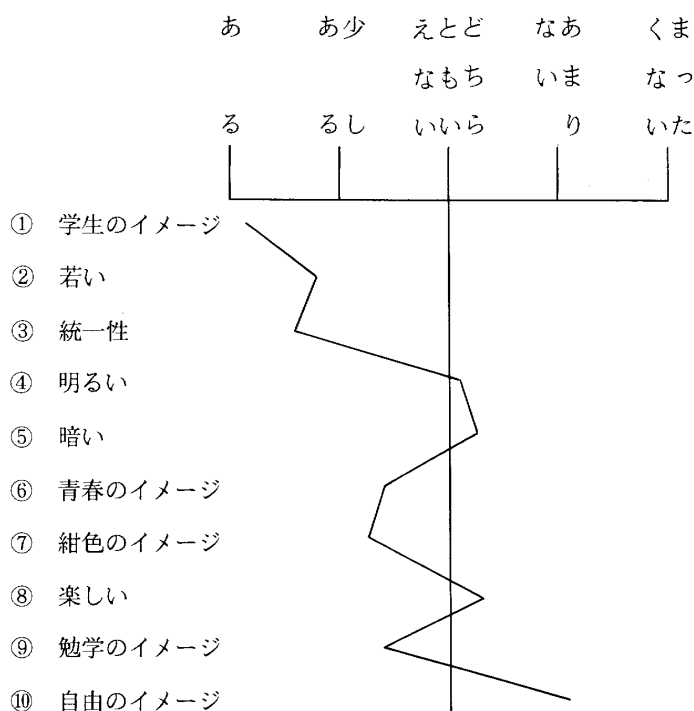 ある
少しある
どちらともいえない
あまりない
まったくない
① 学生のイメージ
② 若い
③ 統一性
④ 明るい
⑤ 暗い
⑥ 青春のイメージ
⑦ 紺色のイメージ
⑧ 楽しい
⑨ 勉学のイメージ
⑩ 自由のイメージ